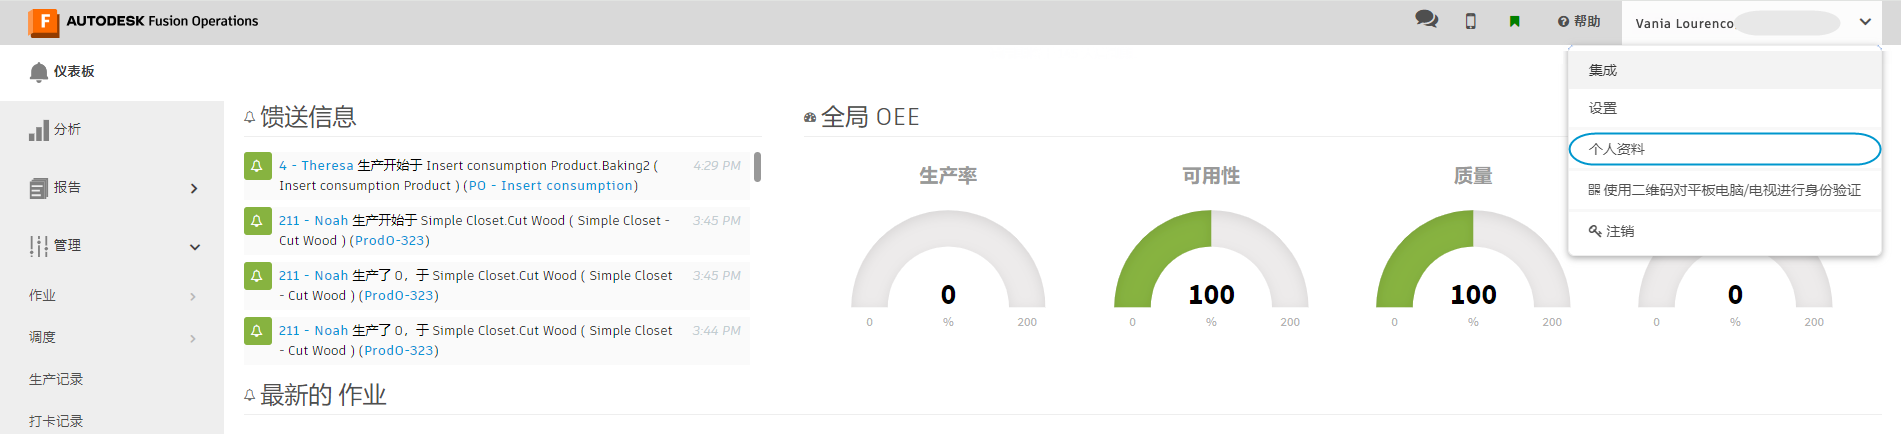 AUTODESK Fusion Operations
帮助
Vania Lourenco
仪表板
分析
报告
管理
作业
调度
生产记录
打卡记录
馈送信息
4 - Theresa 生产开始于 Insert consumption Product.Baking2 ( 4:29 PM
Insert consumption Product ) (PO - Insert consumption)
211 - Noah 生产开始于 Simple Closet.Cut Wood ( Simple Closet - 3:45 PM
Cut Wood ) (ProdO-323)
211 - Noah 生产了 0，于 Simple Closet.Cut Wood ( Simple Closet 3:45 PM
- Cut Wood ) (ProdO-323)
211 - Noah 生产了 0，于 Simple Closet.Cut Wood ( Simple Closet 3:44 PM
- Cut Wood ) (ProdO-323)
最新的 作业
全局 OEE
生产率
0
0 % 200
可用性
100
0 % 200
质量
100
0 % 200
0
0 % 200
集成
设置
个人资料
使用二维码对平板电脑/电视进行身份验证
注销